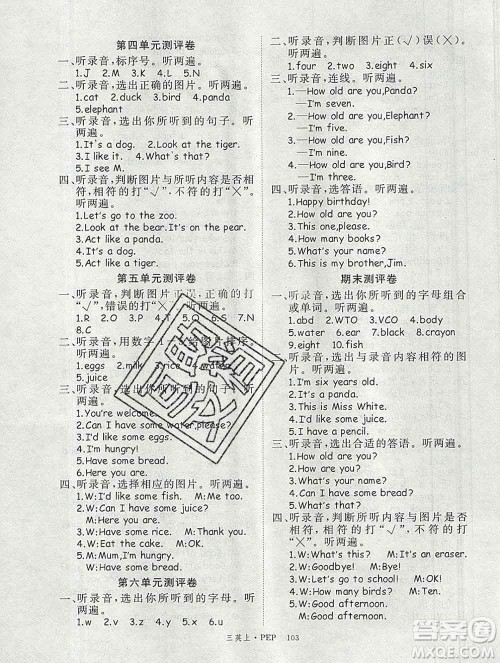 第四单元测评卷
一、听录音,标序号。听两遍。
1.J 2.M 3.K 4.L 5.N
二、听录音,选出正确的图片。听两遍。
1.cat 2.duck 3.bird 4.panda
5.elephant
三、听录音,选出你所听到的句子。听两遍。
1.It's a dog. 2.Look at the tiger.
3.I like it. 4.What's that?
5.I see M.
四、听录音,判断图片与所听内容是否相符,相符的打“√”,不符的打“×”。听两遍。
1.Let's go to the zoo.
2.Look at the bear.It's on the pear.
3.Act like a panda.
4.What's this?
5.Act like a tiger.
第五单元测评卷
一、听录音,判断图片正误,正确的打“√”,错误的打“×”。听两遍。
1.R 2.O 3.P 4.S 5.T 6.V 7.Q
8.C
二、听录音,用数字
图片排序。听两遍。
1.eggs 2.milk 3.rice 4.water
5.juice
三、听录音,选出你所听到的句子。听两遍。
1.You're welcome.
2.Can I have some water,please?
3.I'd like some eggs.
4.I'm hungry!
5.Have some bread.
6.Here you are.
四、听录音,选择相应的图片。听两遍。
1.W:I'd like some fish. M:Here you are.
2.W:Can I have some bread?
M:Here you are.
3.W:Have some rice. M:Thank you.
4.W:Eat the cake. M:OK.
5.M:Mum,I'm hungry.
W:Have some bread.
第六单元测评卷
一、听录音,选出你所听到的字母。听两遍。
1.W 2.v 3.Y 4.x 5.Z
二、听录音,判断图片正(√)误(×)。听两遍。
1.four 2.two 3.eight 4.six
三、听录音,连线。听两遍。
1.—How old are you,Panda?
—I'm seven.
2.—How old are you,Elephant?
—I'm five.
3.—How old are you,Fish?
—I'm nine.
4.—How old are you,Bird?
—I'm three.
四、听录音,选答语。听两遍。
1.Happy birthday!
2.How old are you?
3.This one,please.
4.How many books?
5.What's your name?
6.This is my brother,Jim.
期末测评卷
一、听录音,选出你所听到的字母组合或单词。听两遍。
1.abd 2.WTO 3.VCO 4.body
5.water 6.ear 7.black 8.crayon
9.eight 10.fish
二、听录音,选出与录音内容相符的图片。听两遍。
1.I'm six years old.
2.This is Miss White.
3.I'd like some milk.
4.What's this?
5.I have a pencil.
三、听录音,选出合适的答语。听两遍。
1.How are you?
2.How old are you?
3.Have some bread.
4.Can I have some juice?
5.What's your name?
四、听录音,判断所听内容与图片是否相符。相符的打“√”,不符的打“×”。听两遍。
1.W:What's this? M:It's an eraser.
2.W:Goodbye! M:Goodbye!
3.W:Let's go to school! M:OK!
4.W:How many plates? M:Ten.
5.W:Good afternoon.
M:Good afternoon.
三英上·PEP 103
答案圈
MXQE.COM